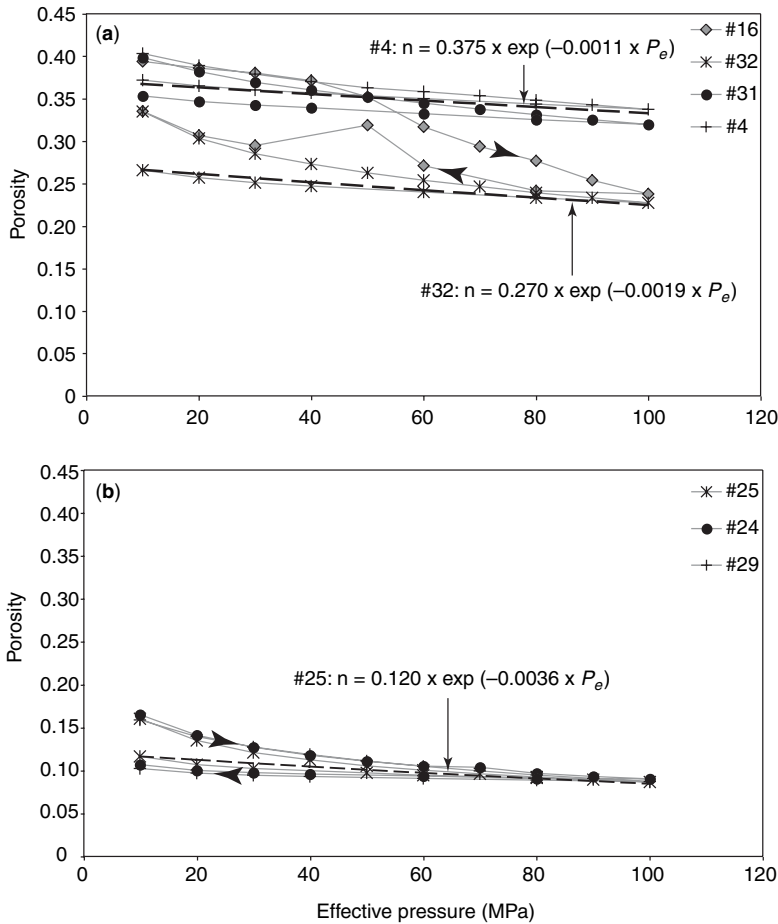 (a)
#4: n = 0.375 x exp (−0.0011 x Pe)
#16
#32
#31
#4
0.45
0.40
0.35
0.30
0.25
0.20
0.15
0.10
0.05
0
Porosity
#32: n = 0.270 x exp (−0.0019 x Pe)
0 20 40 60 80 100 120
(b)
#25
#24
#29
0.45
0.40
0.35
0.30
0.25
0.20
0.15
0.10
0.05
0
Porosity
#25: n = 0.120 x exp (−0.0036 x Pe)
0 20 40 60 80 100 120
Effective pressure (MPa)